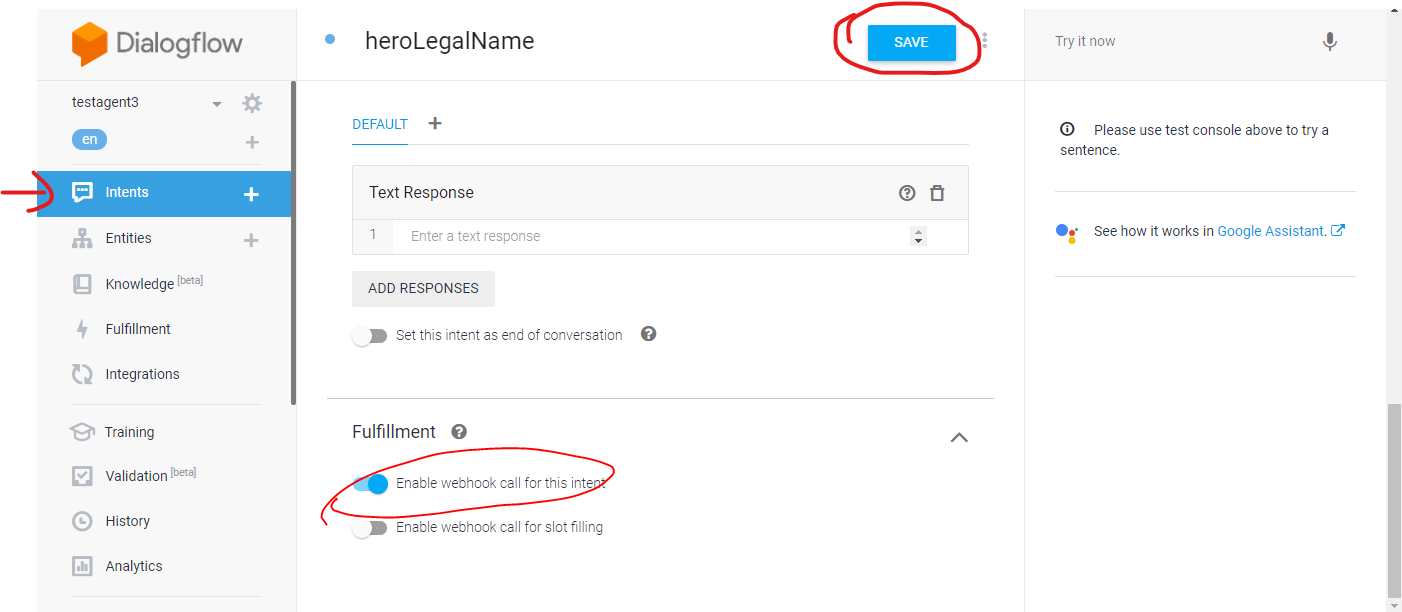 Dialogflow
testagent3
en
Intents
Entities
Knowledge [beta]
Fulfillment
Integrations
Training
Validation [beta]
History
Analytics
heroLegalName
SAVE
DEFAULT
Text Response
1 Enter a text response
ADD RESPONSES
Set this intent as end of conversation
Fulfillment
Enable webhook call for this intent
Enable webhook call for slot filling
Try it now
Please use test console above to try a
sentence.
See how it works in Google Assistant.